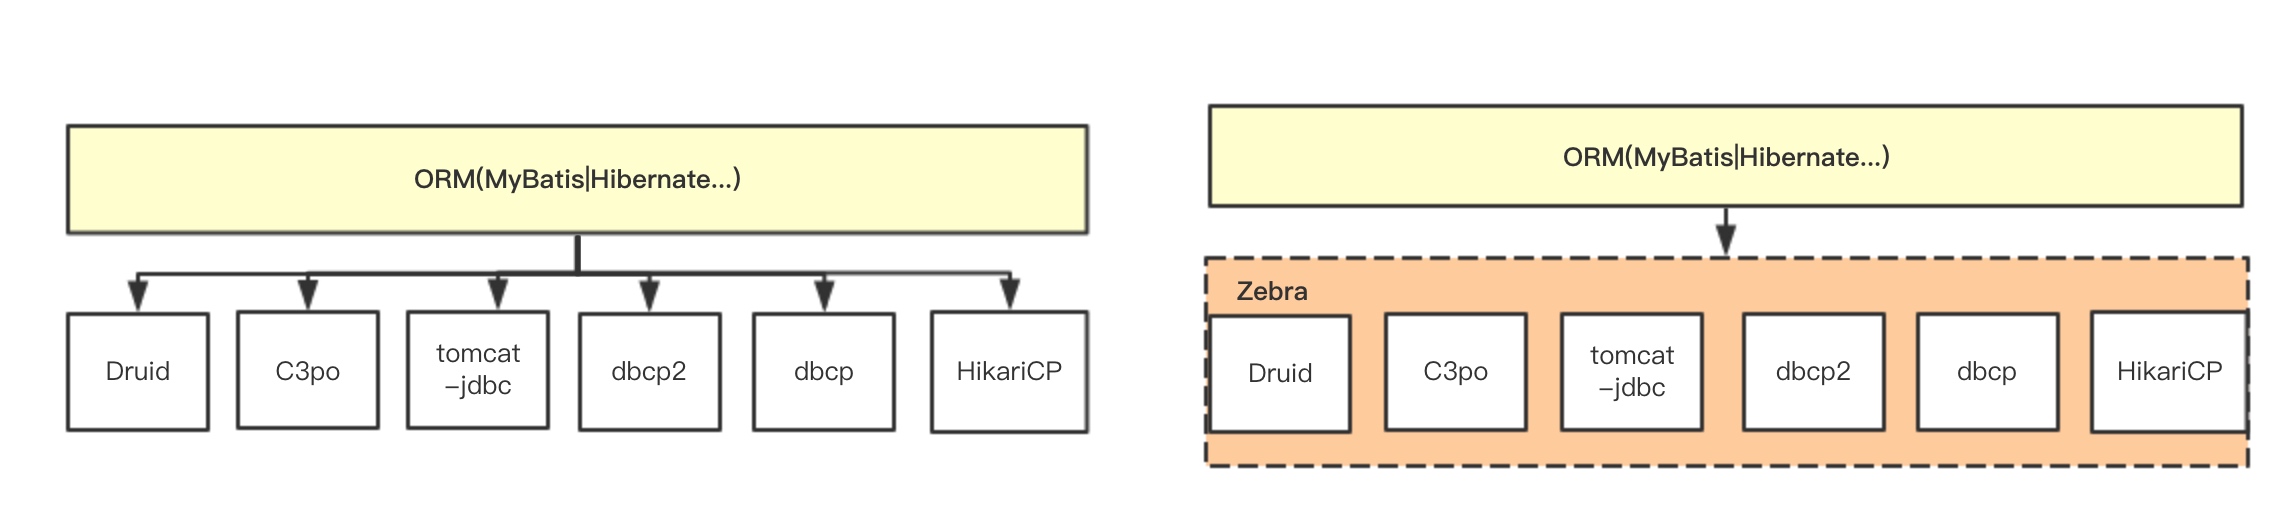 ORM(MyBatis|Hibernate...)
Druid
C3po
tomcat
-jdbc
dbcp2
dbcp
HikariCP
ORM(MyBatis|Hibernate...)
Zebra
Druid
C3po
tomcat
-jdbc
dbcp2
dbcp
HikariCP